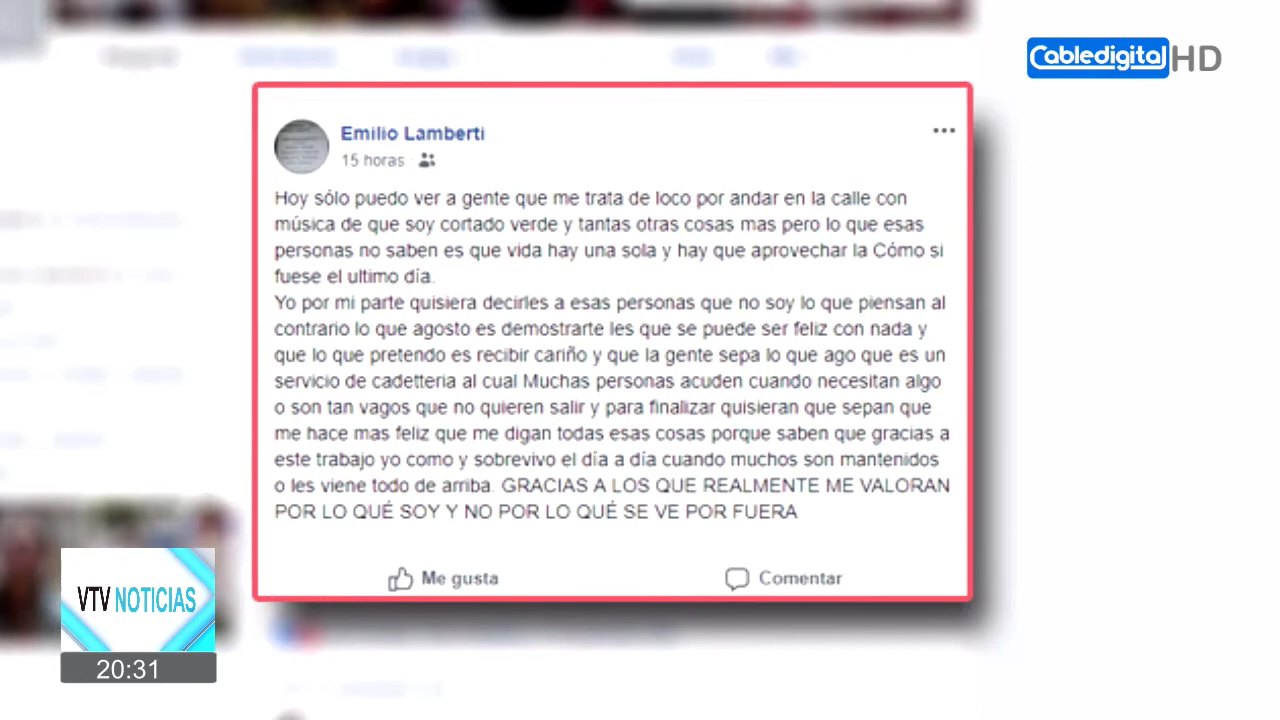 Cabledigital HD
Emilio Lamberti
15 horas
Hoy sólo puedo ver a gente que me trata de loco por andar en la calle con
música de que soy cortado verde y tantas otras cosas mas pero lo que esas
personas no saben es que vida hay una sola y hay que aprovechar la Cómo si
fuese el ultimo día.
Yo por mi parte quisiera decirles a esas personas que no soy lo que piensan al
contrario lo que agosto es demostrarte les que se puede ser feliz con nada y
que lo que pretendo es recibir cariño y que la gente sepa lo que ago que es un
servicio de cadetteria al cual Muchas personas acuden cuando necesitan algo
o son tan vagos que no quieren salir y para finalizar quisieran que sepan que
me hace mas feliz que me digan todas esas cosas porque saben que gracias a
este trabajo yo como y sobrevivo el día a día cuando muchos son mantenidos
o les viene todo de arriba. GRACIAS A LOS QUE REALMENTE ME VALORAN
POR LO QUÉ SOY Y NO POR LO QUÉ SE VE POR FUERA
Me gusta
Comentar
VTV NOTICIAS
20:31